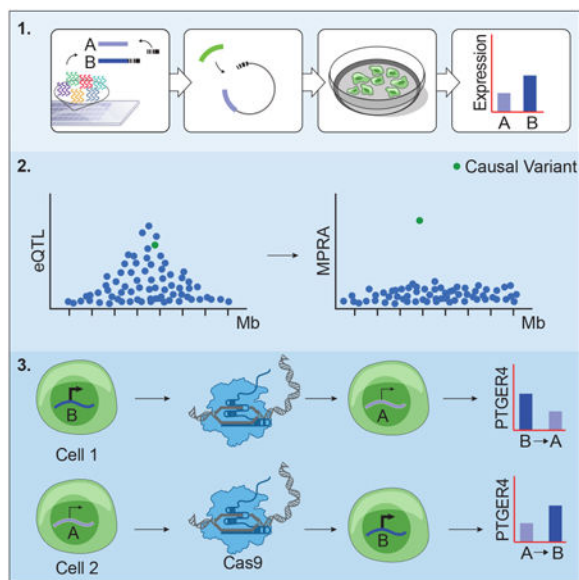 1.
A
B
Expression
A B
2.
Causal Variant
eQTL
Mb
MPRA
Mb
3.
B
Cell 1
A
PTGER4
B→A
A
Cell 2
Cas9
B
PTGER4
A→B